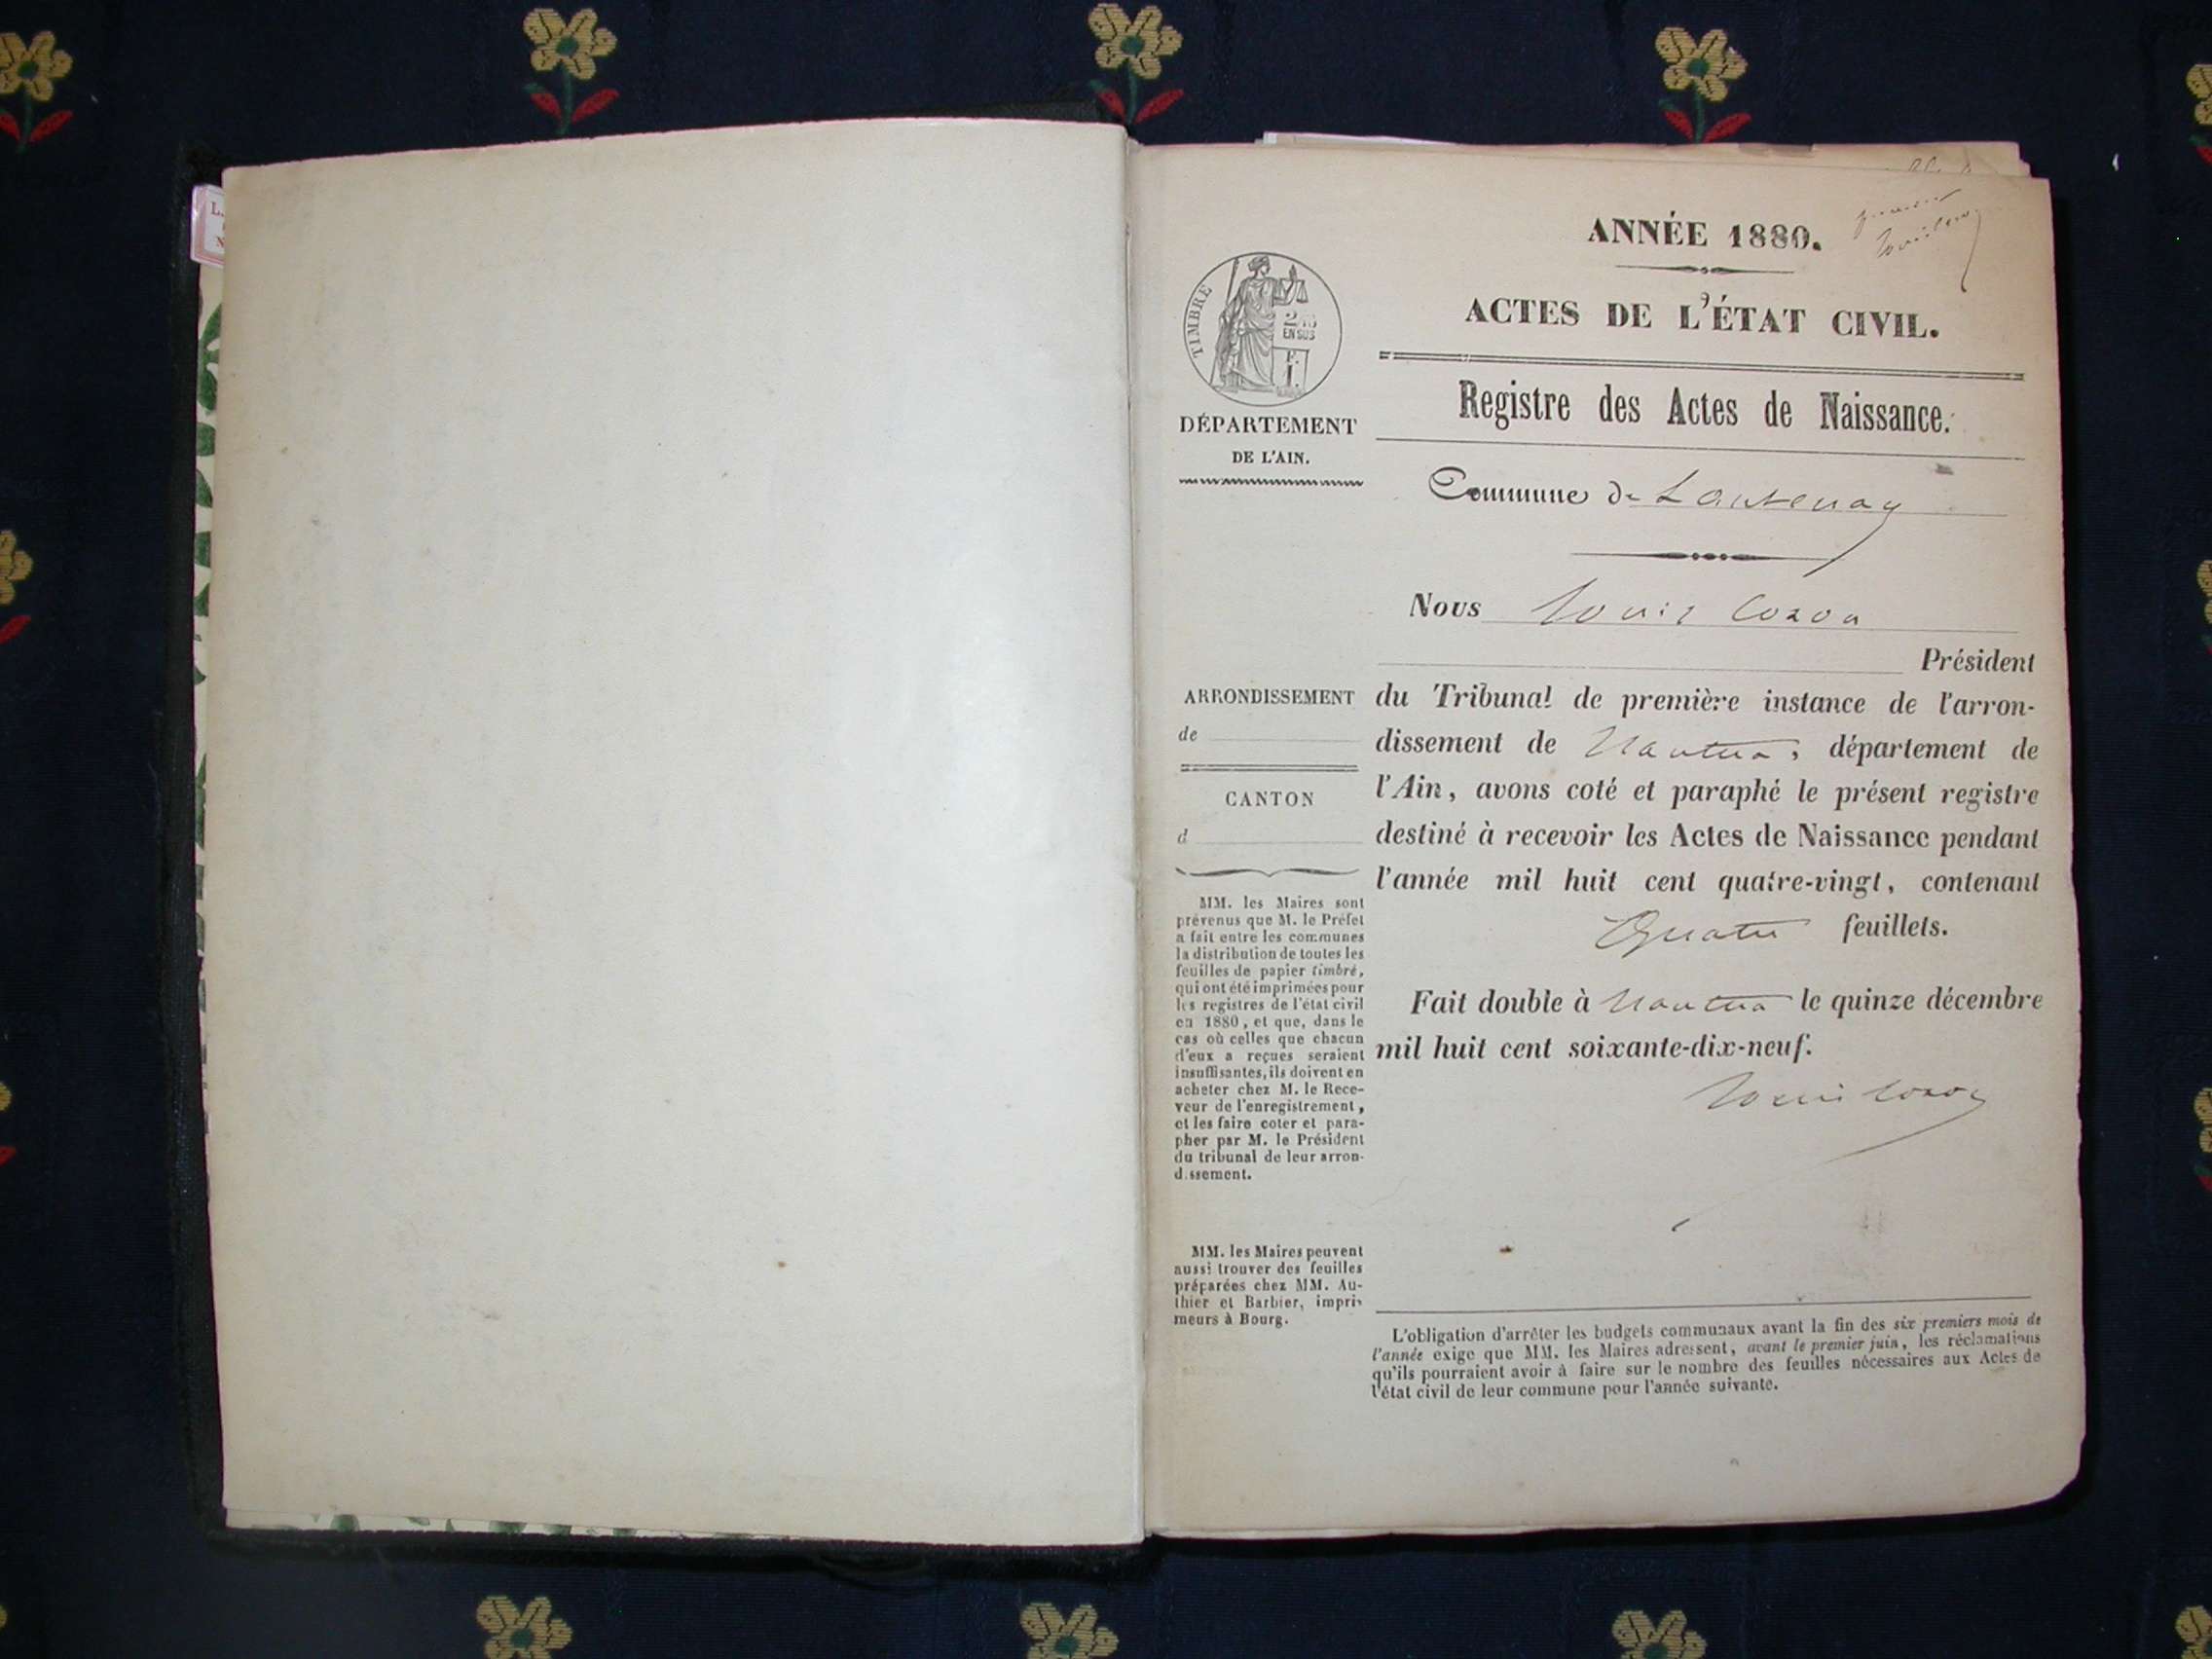 ANNÉE 1880.
ACTES DE L'ÉTAT CIVIL.
Registre des Actes de Naissance.
Commune de Lantenay
Nous Louis Cozon
Président
du Tribunal de première instance de l'arron-
dissement de Nantua, département de
l'Ain, avons coté et paraphé le présent registre
destiné à recevoir les Actes de Naissance pendant
l'année mil huit cent quatre-vingt, contenant
Quatre feuillets.
Fait double à Nantua le quinze décembre
mil huit cent soixante-dix-neuf.
Louis Cozon
TIMBRE
EN SUS
F.
1.
DÉPARTEMENT
DE L'AIN.
ARRONDISSEMENT
de
CANTON
d
MM. les Maires sont
prévenus que M. le Préfet
a fait entre les communes
la distribution de toutes les
feuilles de papier timbré,
qui ont été imprimées pour
les registres de l'état civil
en 1880, et que, dans le
cas où celles que chacun
d'eux a reçues seraient
insuffisantes, ils doivent en
acheter chez M. le Rece-
veur de l'enregistrement,
et les faire coter et para-
pher par M. le Président
du tribunal de leur arron-
dissement.
MM. les Maires peuvent
aussi trouver des feuilles
préparées chez MM. Au-
thier et Barbier, impri-
meurs à Bourg.
L'obligation d'arrêter les budgets communaux avant la fin des six premiers mois de
l'année exige que MM. les Maires adressent, avant le premier juin, les réclamations
qu'ils pourraient avoir à faire sur le nombre des feuilles nécessaires aux Actes de
l'état civil de leur commune pour l'année suivante.